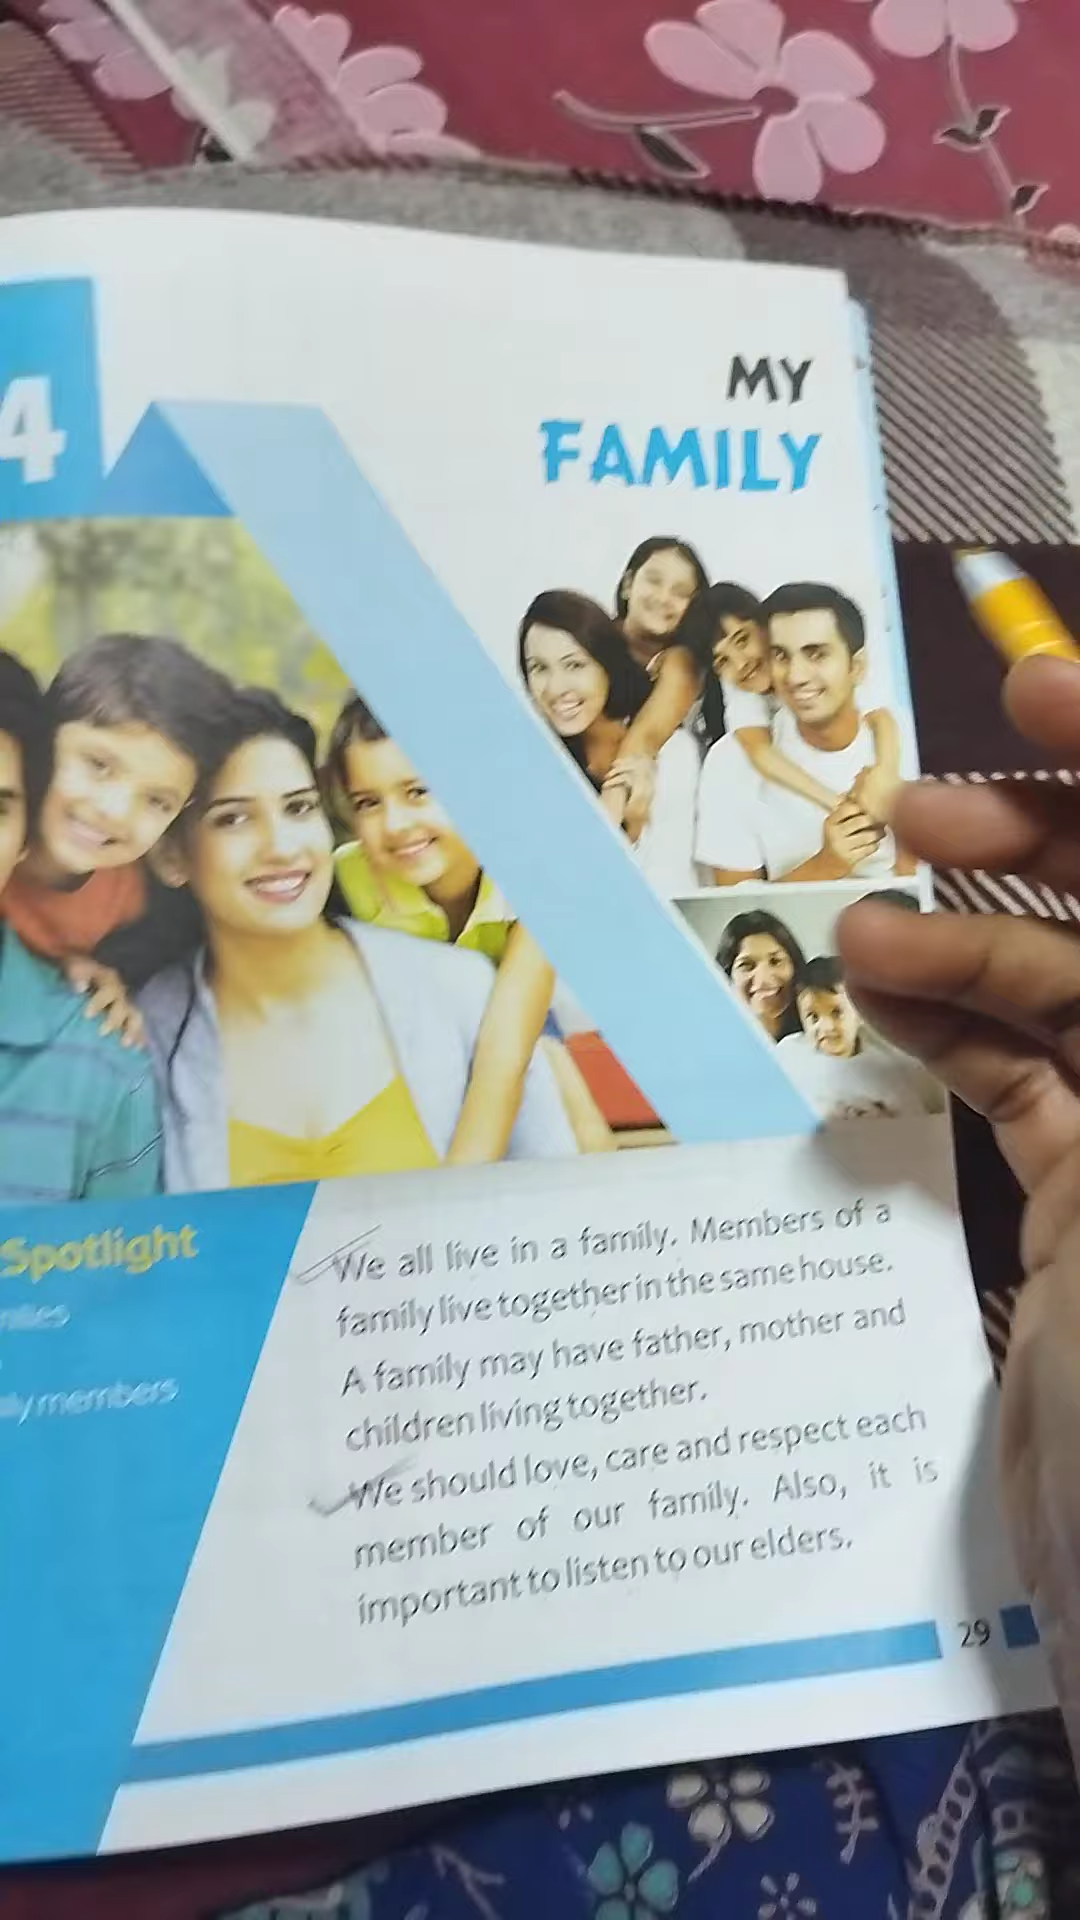 4
MY
FAMILY
Spotlight
members
We all live in a family. Members of a
family live together in the same house.
A family may have father, mother and
children living together.
We should love, care and respect each
member of our family. Also, it is
important to listen to our elders.
29